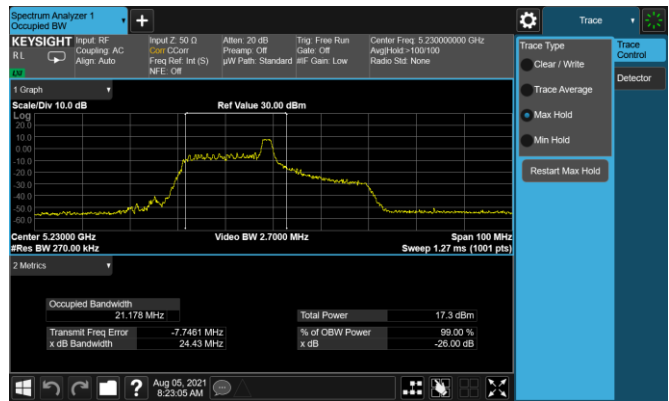 Spectrum Analyzer 1
Occupied BW
+
Trace
KEYSIGHT Input: RF Input Z: 50 Ω Atten: 20 dB Trig: Free Run Center Freq: 5.230000000 GHz
RL Coupling: AC Corr CCorr Preamp: Off Gate: Off Avg|Hold:>100/100
Align: Auto Freq Ref: Int (S) µW Path: Standard #IF Gain: Low Radio Std: None
NFE: Off
LW
1 Graph
Scale/Div 10.0 dB Ref Value 30.00 dBm
Log
20.0
10.0
0.00
-10.0
-20.0
-30.0
-40.0
-50.0
-60.0
Center 5.23000 GHz Video BW 2.7000 MHz Span 100 MHz
#Res BW 270.00 kHz Sweep 1.27 ms (1001 pts)
2 Metrics
Occupied Bandwidth
21.178 MHz Total Power 17.3 dBm
Transmit Freq Error -7.7461 MHz % of OBW Power 99.00 %
x dB Bandwidth 24.43 MHz x dB -26.00 dB
Trace Type
Clear / Write
Trace Average
Max Hold
Min Hold
Restart Max Hold
Trace
Control
Detector
?
Aug 05, 2021
8:23:05 AM